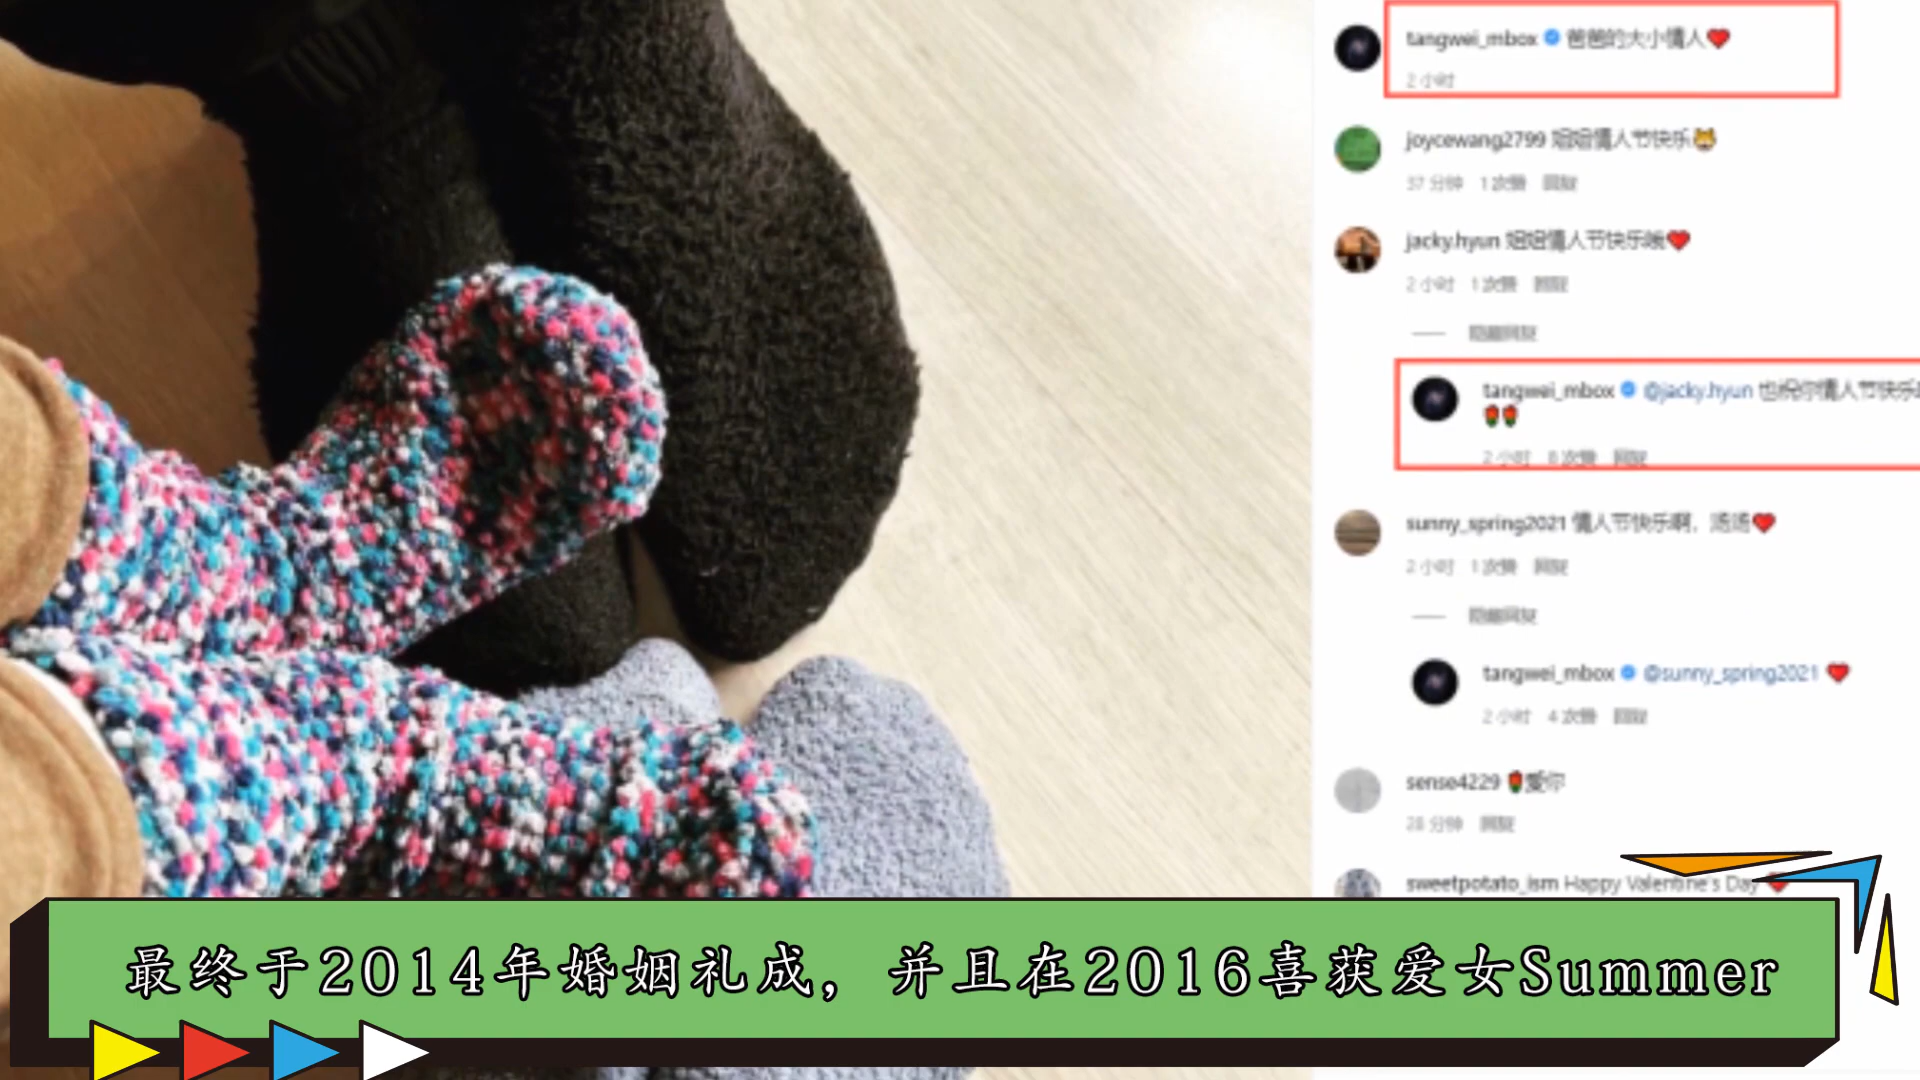 tangwei_mbox 爸爸的大小情人❤️
2 小时
joycewang2799 姐姐情人节快乐🐱
37 分钟 1 次赞 回复
jacky.hyun 姐姐情人节快乐哦❤️
2 小时 1 次赞 回复
隐藏回复
tangwei_mbox @jacky.hyun 也祝你情人节快乐
🌹🌹
2 小时 8 次赞 回复
sunny_spring2021 情人节快乐啊，汤汤❤️
2 小时 1 次赞 回复
隐藏回复
tangwei_mbox @sunny_spring2021 ❤️
2 小时 4 次赞 回复
sense4229 🌹爱你
28 分钟 回复
sweetpotato_ism Happy Valentine's Day ❤️
最终于2014年婚姻礼成，并且在2016喜获爱女Summer